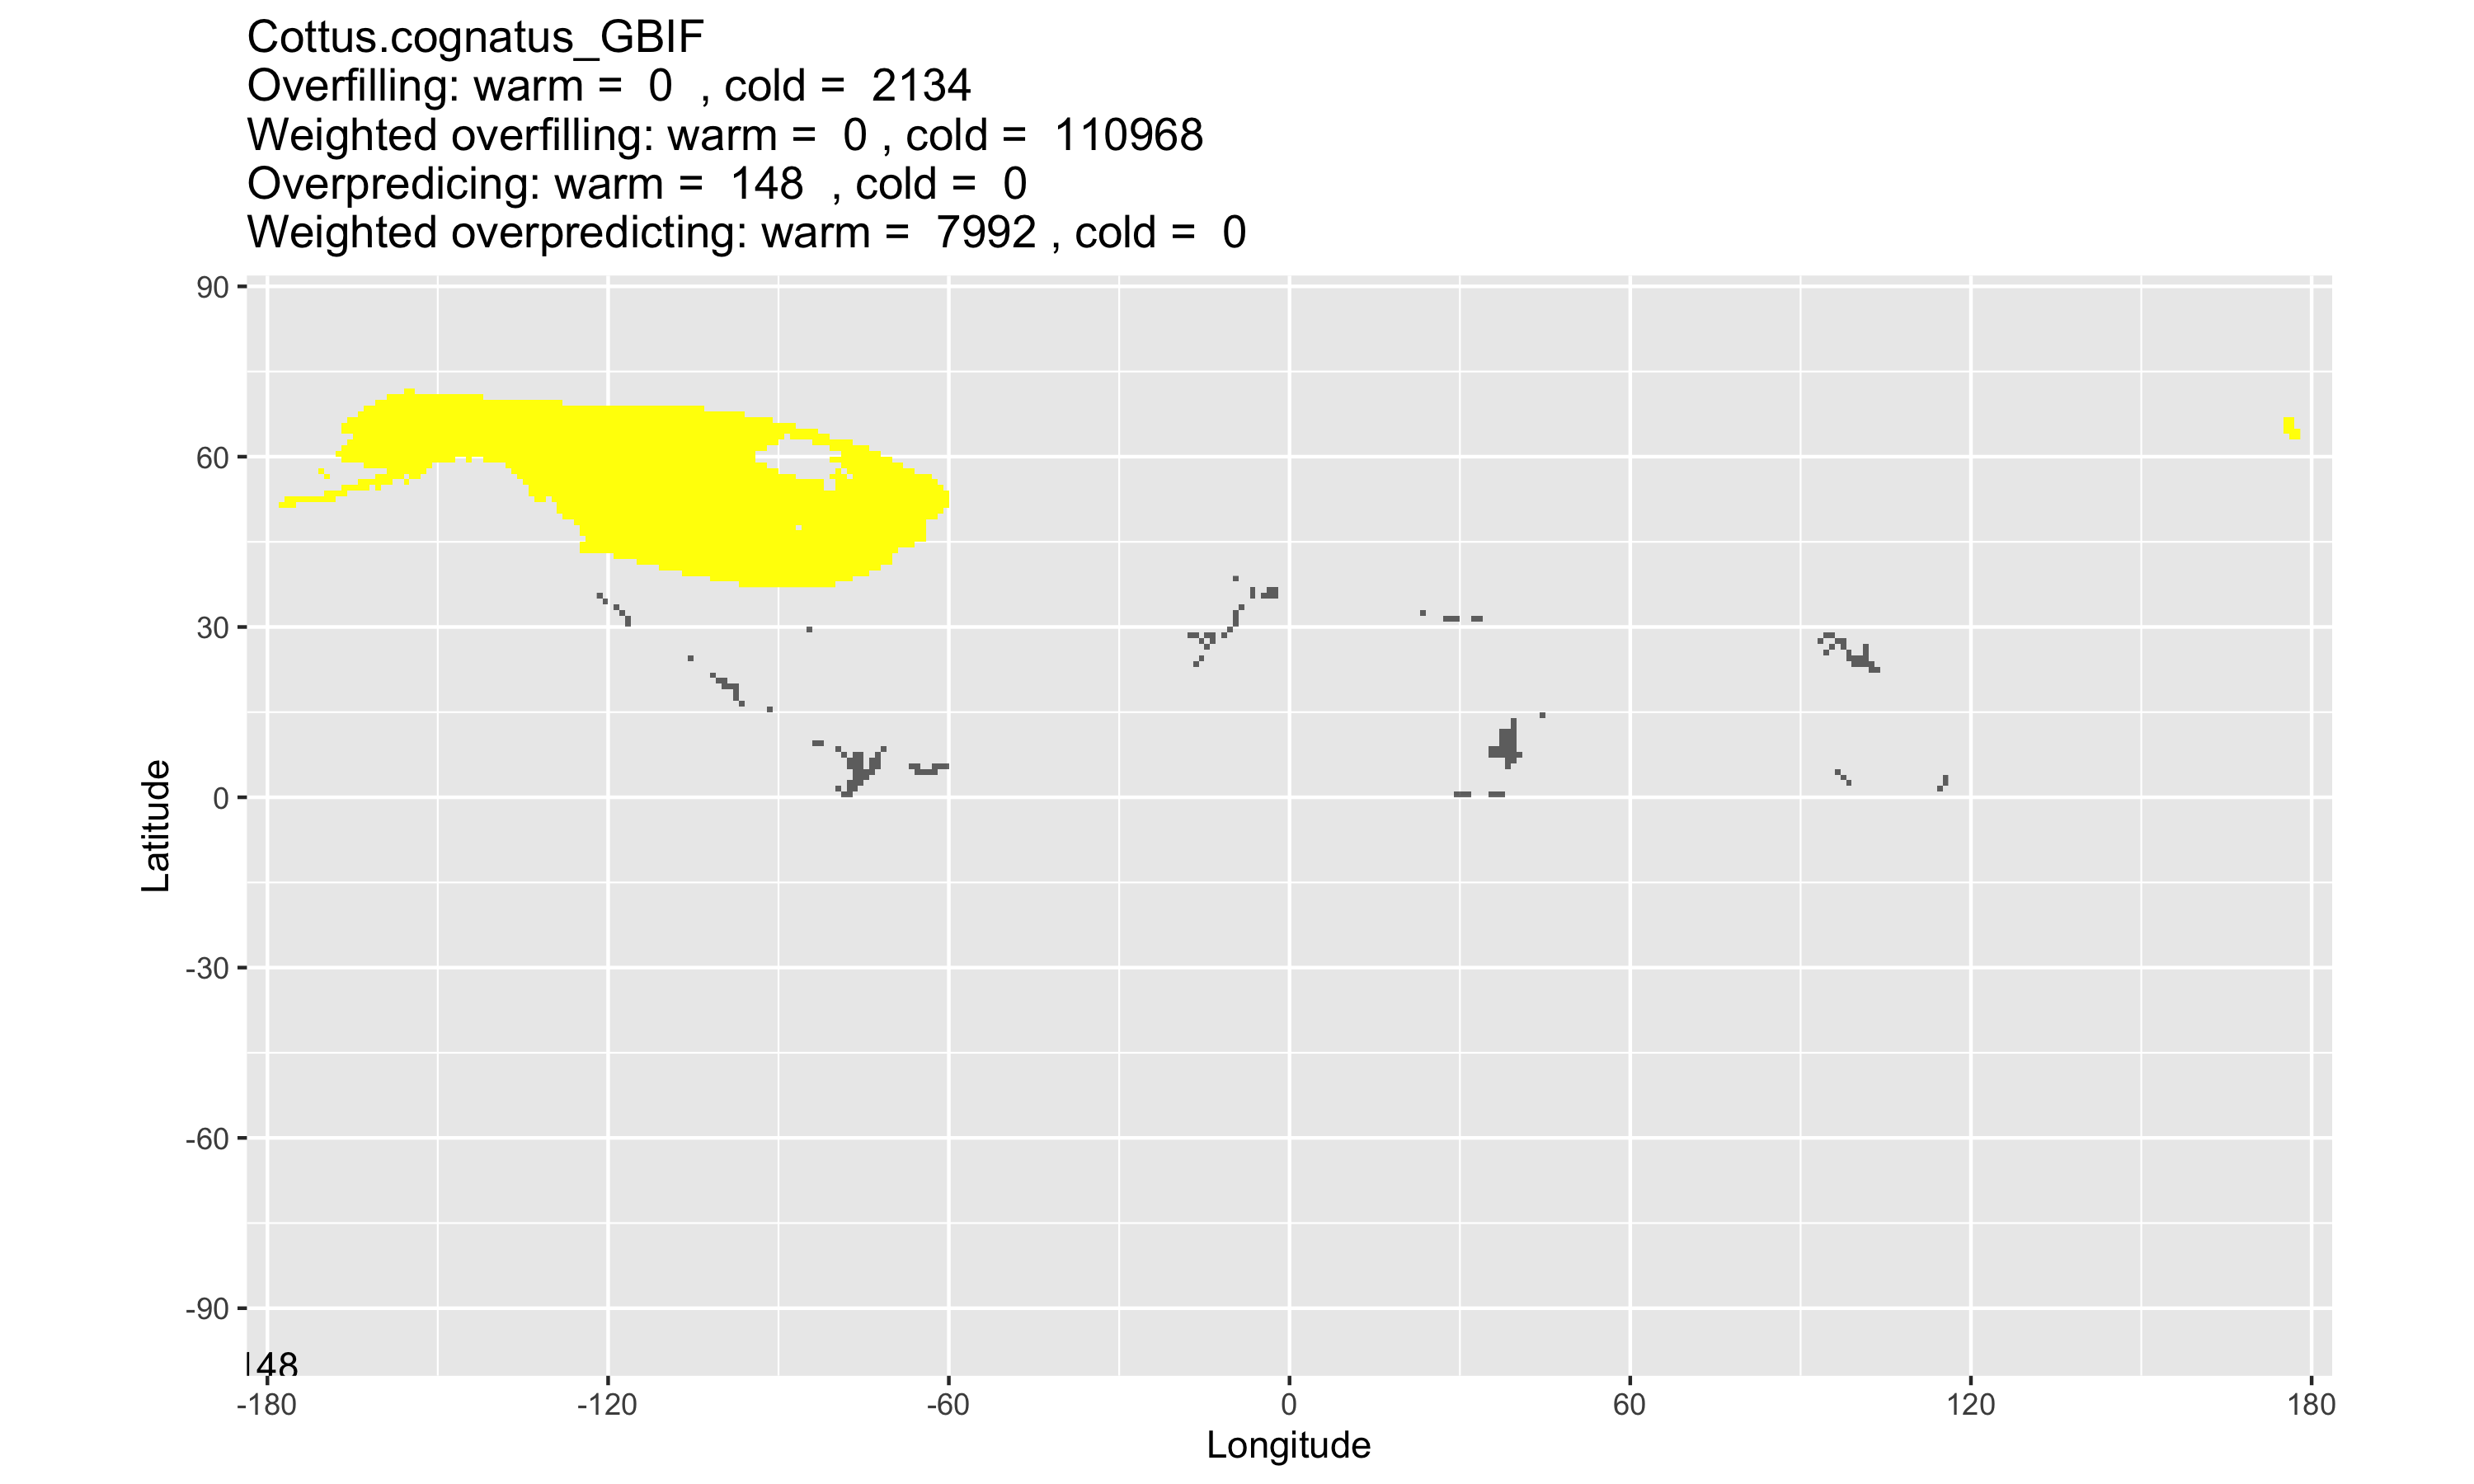 Cottus.cognatus_GBIF
Overfilling: warm = 0 , cold = 2134
Weighted overfilling: warm = 0 , cold = 110968
Overpredicing: warm = 148 , cold = 0
Weighted overpredicting: warm = 7992 , cold = 0
90
60
30
0
-30
-60
-90
Latitude
48
-180 -120 -60 0 60 120 180
Longitude